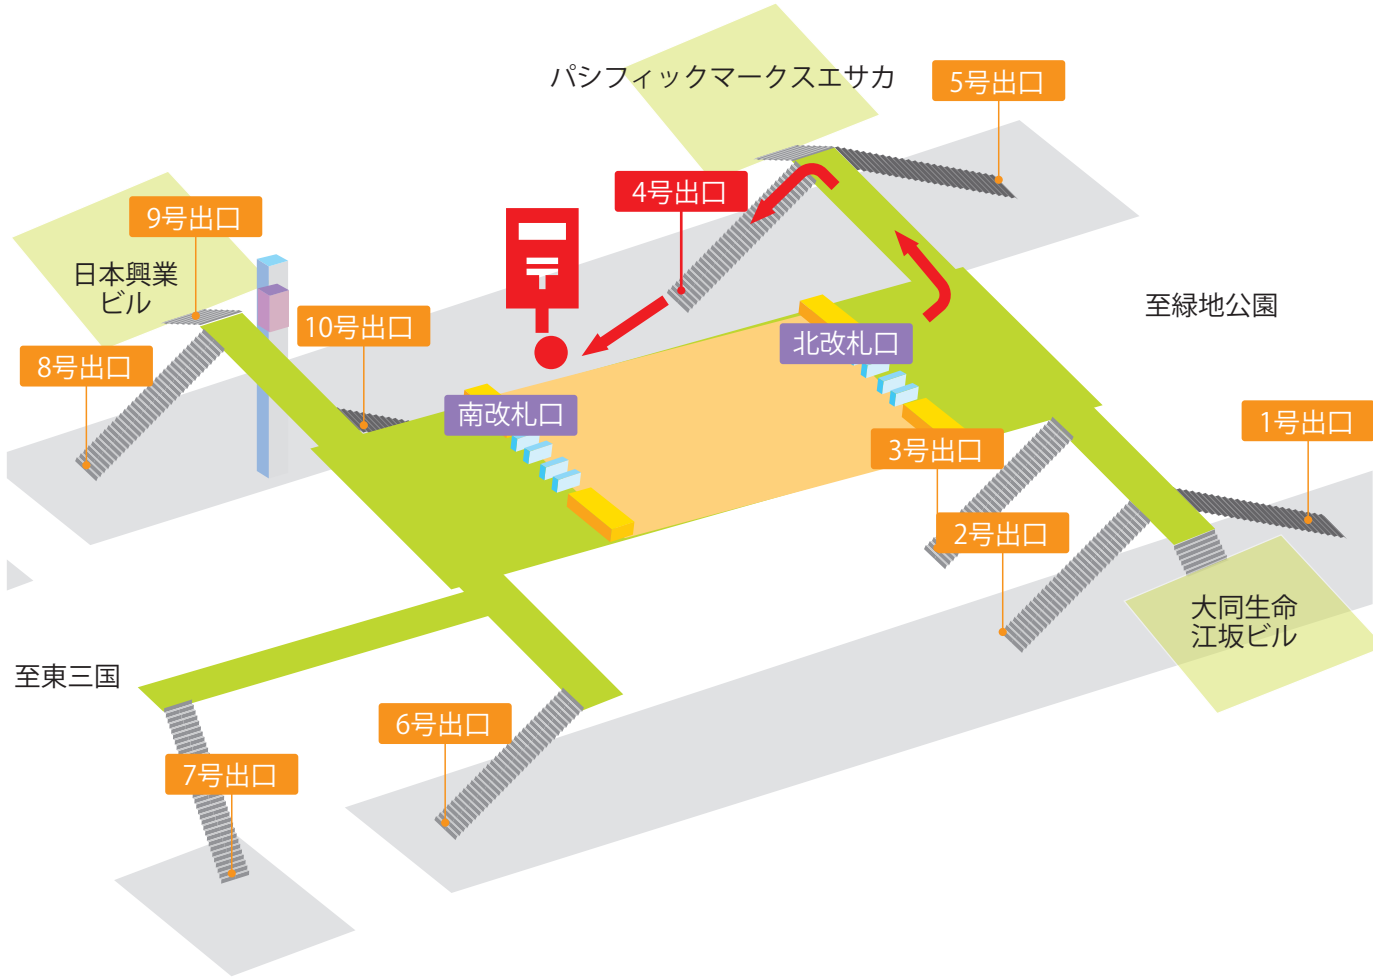 パシフィックマークスエサカ
5号出口
4号出口
9号出口
日本興業
ビル
至緑地公園
10号出口
北改札口
8号出口
南改札口
1号出口
3号出口
2号出口
大同生命
江坂ビル
至東三国
6号出口
7号出口